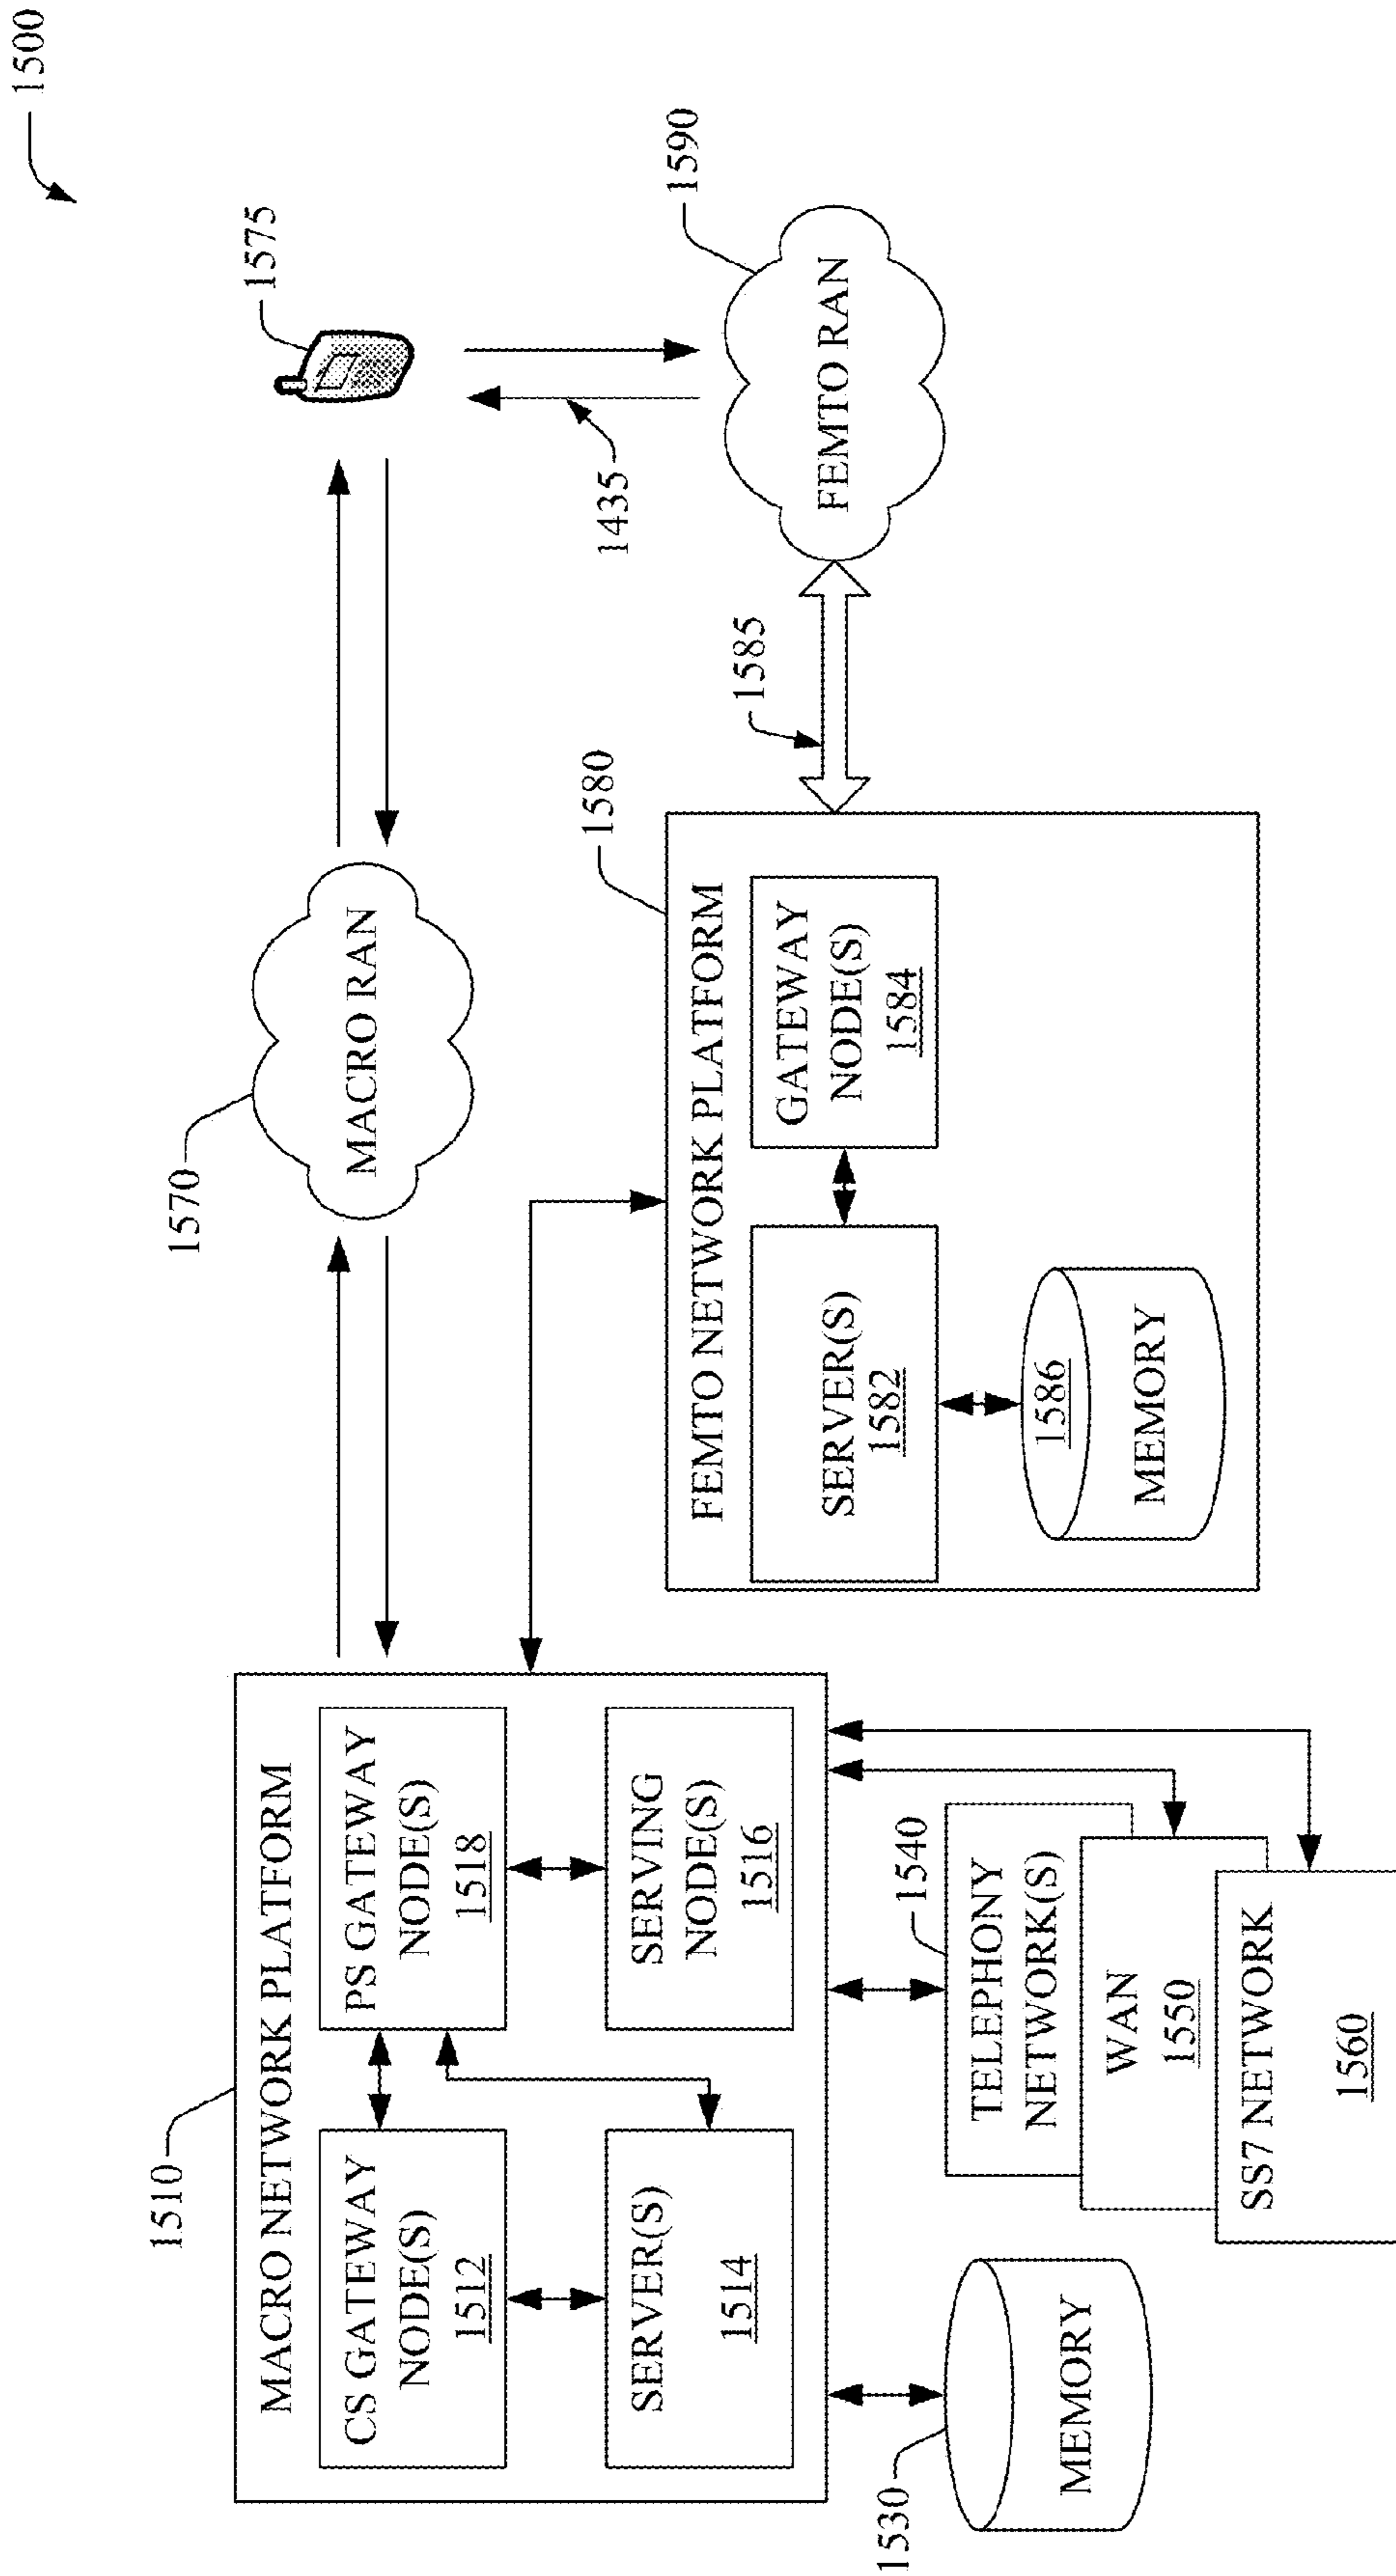 1500
1510
MACRO NETWORK PLATFORM
CS GATEWAY
NODE(S)
1512
PS GATEWAY
NODE(S)
1518
SERVER(S)
1514
SERVING
NODE(S)
1516
1530
MEMORY
1540
TELEPHONY
NETWORK(S)
WAN
1550
SS7 NETWORK
1560
1570
MACRO RAN
1575
1580
FEMTO NETWORK PLATFORM
SERVER(S)
1582
GATEWAY
NODE(S)
1584
1586
MEMORY
1585
1435
1590
FEMTO RAN